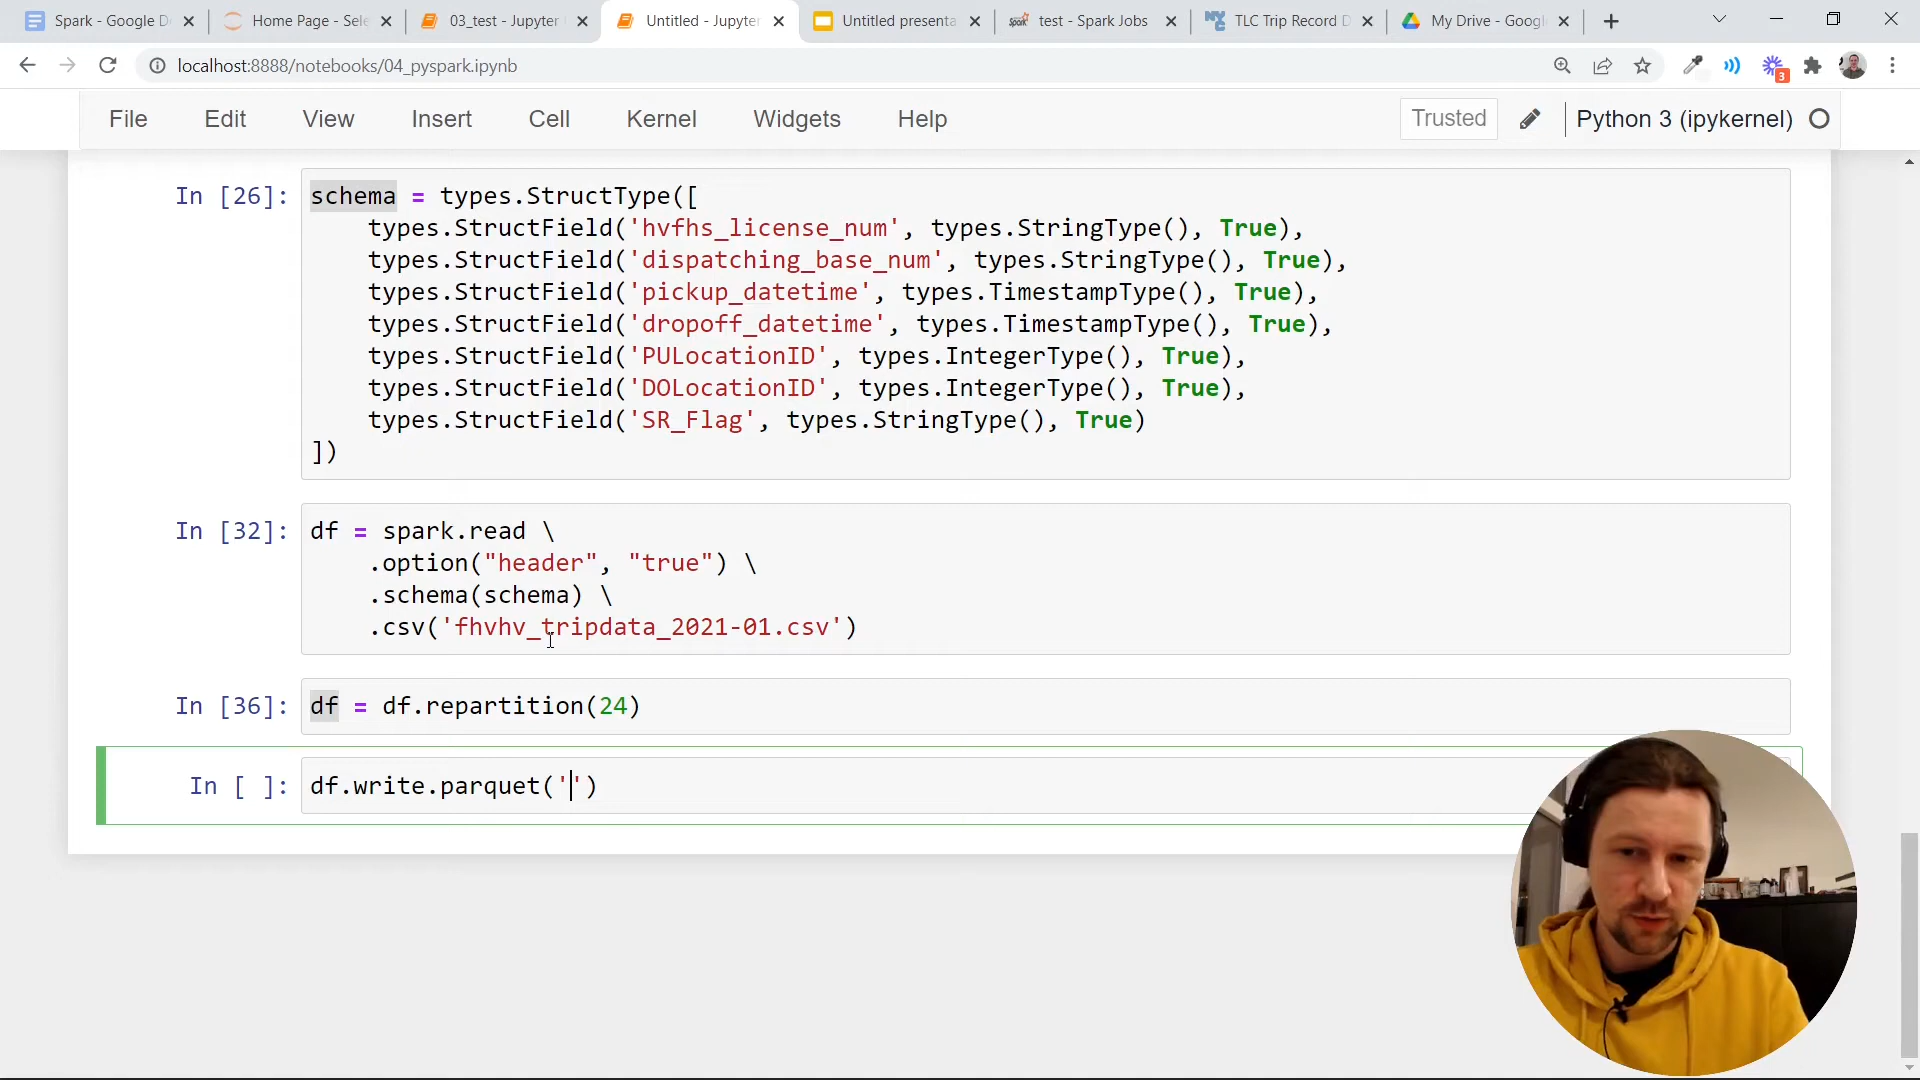 Spark - Google D
Home Page - Sele
03_test - Jupyter
Untitled - Jupyter
Untitled presenta
test - Spark Jobs
TLC Trip Record D
My Drive - Googl
localhost:8888/notebooks/04_pyspark.ipynb
3
File Edit View Insert Cell Kernel Widgets Help
Trusted
Python 3 (ipykernel)
In [26]: schema = types.StructType([
types.StructField('hvfhs_license_num', types.StringType(), True),
types.StructField('dispatching_base_num', types.StringType(), True),
types.StructField('pickup_datetime', types.TimestampType(), True),
types.StructField('dropoff_datetime', types.TimestampType(), True),
types.StructField('PULocationID', types.IntegerType(), True),
types.StructField('DOLocationID', types.IntegerType(), True),
types.StructField('SR_Flag', types.StringType(), True)
])
In [32]: df = spark.read \
.option("header", "true") \
.schema(schema) \
.csv('fhvhv_tripdata_2021-01.csv')
In [36]: df = df.repartition(24)
In [ ]: df.write.parquet('')